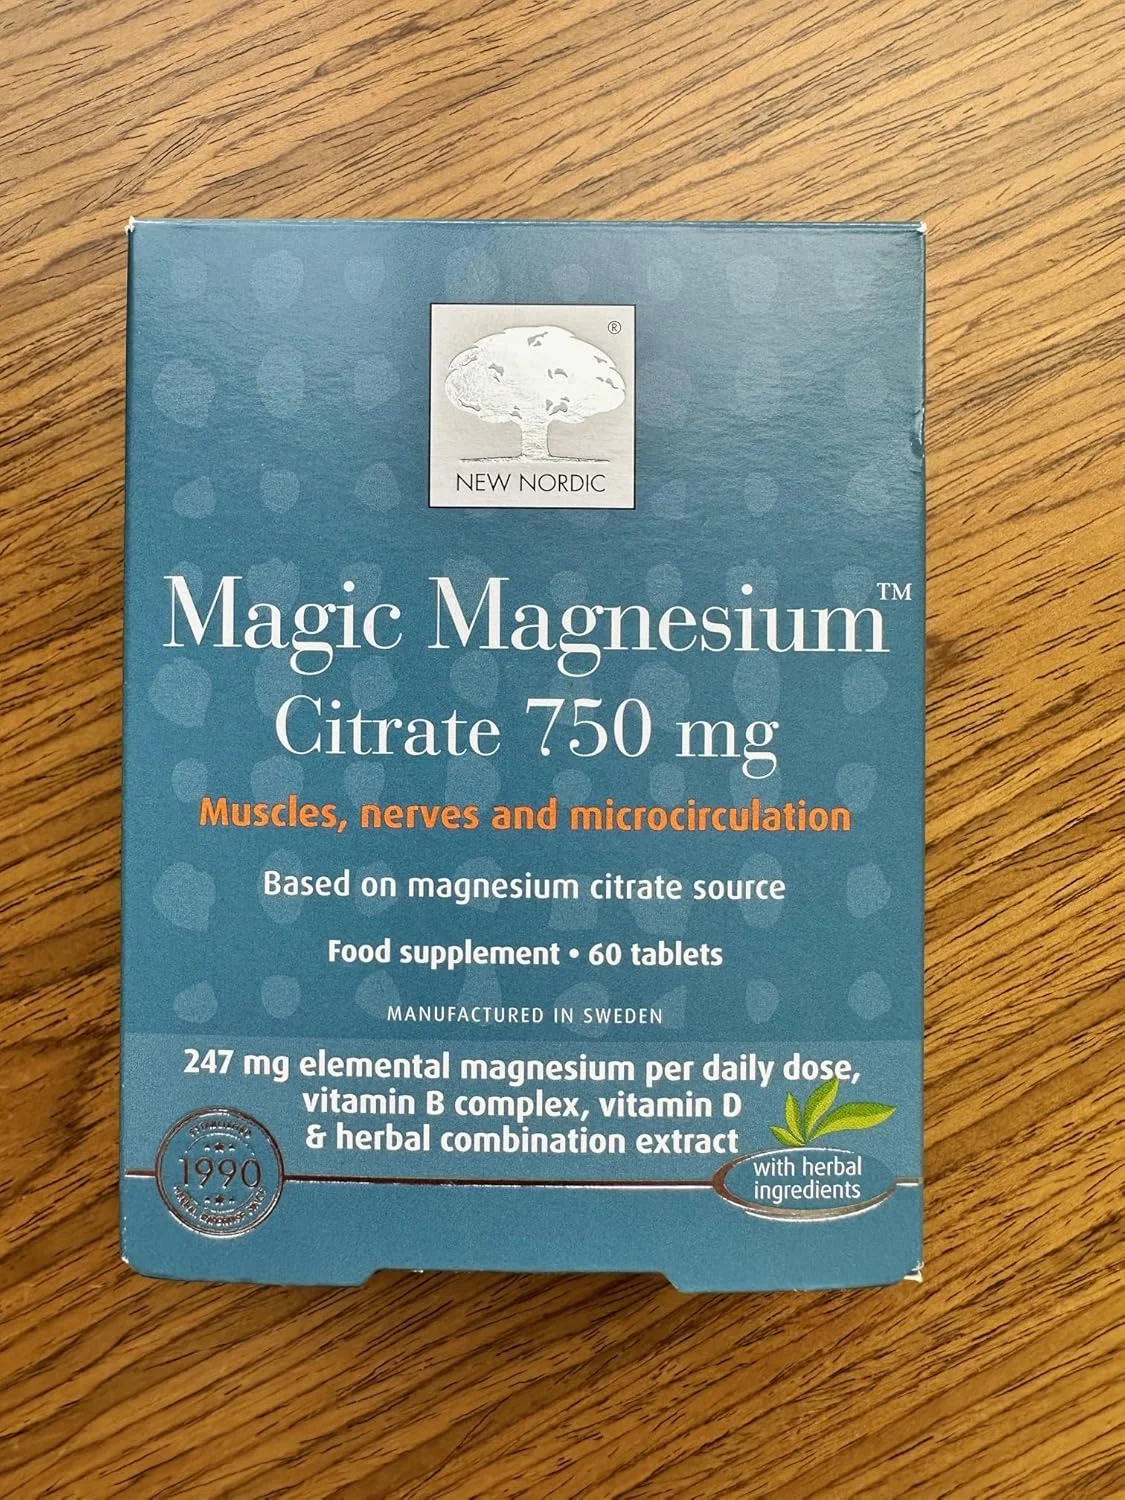 ®
NEW NORDIC
Magic Magnesium™
Citrate 750 mg
Muscles, nerves and microcirculation
Based on magnesium citrate source
Food supplement • 60 tablets
MANUFACTURED IN SWEDEN
247 mg elemental magnesium per daily dose,
vitamin B complex, vitamin D
& herbal combination extract
1990
with herbal
ingredients